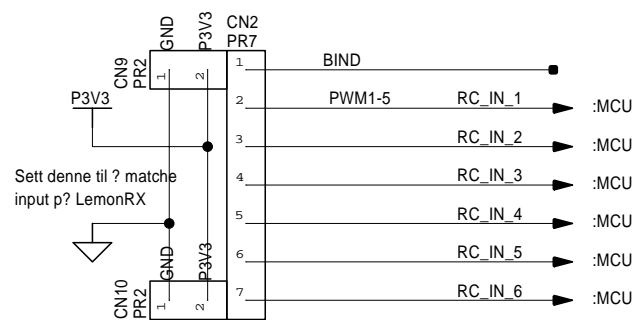 CN2
PR7
GND
P3V3
CN9
PR2
1
2
1
BIND
P3V3
2
PWM1-5
RC_IN_1
:MCU
3
RC_IN_2
:MCU
Sett denne til ? matche
input p? LemonRX
4
RC_IN_3
:MCU
5
RC_IN_4
:MCU
GND
P3V3
6
RC_IN_5
:MCU
CN10
PR2
1
2
7
RC_IN_6
:MCU